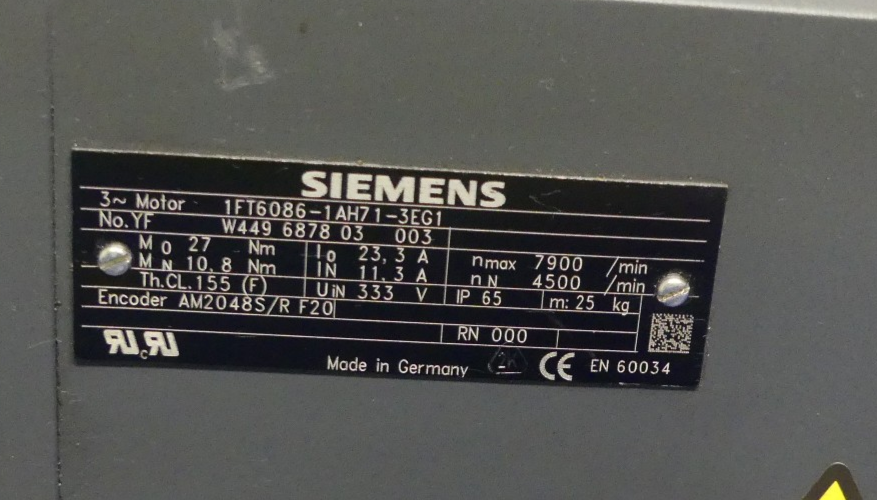 SIEMENS
3~ Motor 1FT6086-1AH71-3EG1
No.YF W449 6878 03 003
M0 27 Nm I0 23,3 A nmax 7900 /min
MN 10,8 Nm IN 11,3 A nN 4500 /min
Th.CL.155 (F) UiN 333 V IP 65 m: 25 kg
Encoder AM2048S/R F20
RN 000
Made in Germany CE EN 60034